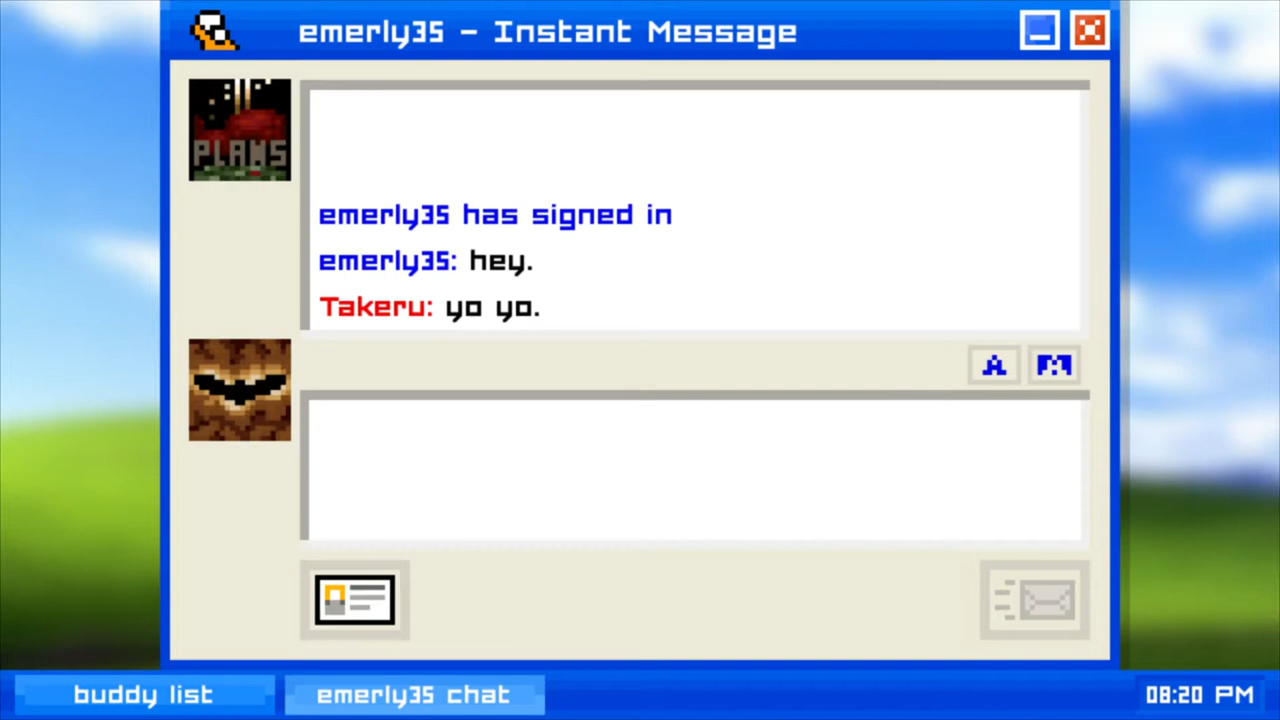 emerly35 - Instant Message
PLANS
emerly35 has signed in
emerly35: hey.
Takeru: yo yo.
A
buddy list
emerly35 chat
08:20 PM